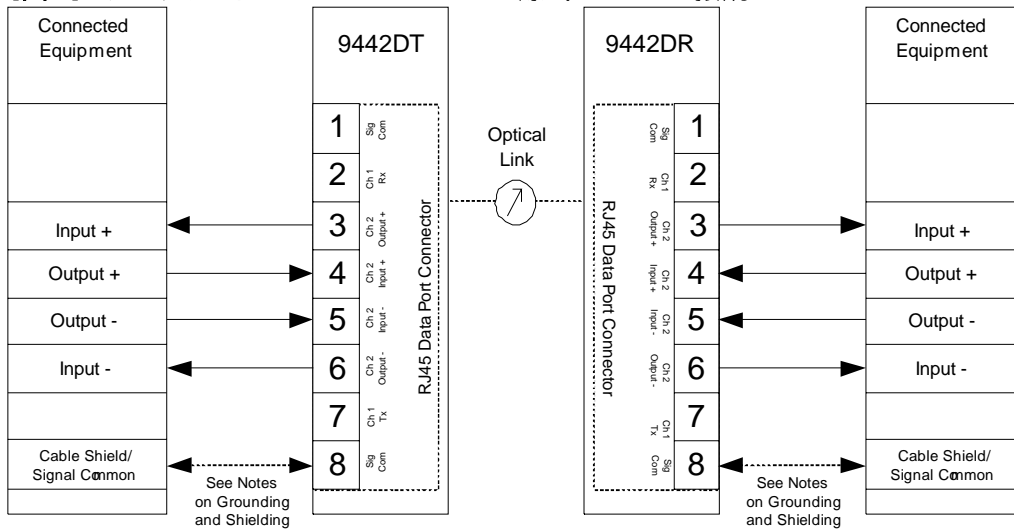 Connected
Equipment
9442DT
9442DR
Connected
Equipment
1
Sig
Com
2
Ch 1
Rx
3
Ch 2
Output +
4
Ch 2
Input +
5
Ch 2
Input -
6
Ch 2
Output -
7
Ch 1
Tx
8
Sig
Com
RJ45 Data Port Connector
Optical
Link
RJ45 Data Port Connector
Sig
Com
1
Ch 1
Rx
2
Ch 2
Output +
3
Ch 2
Input +
4
Ch 2
Input -
5
Ch 2
Output -
6
Ch 1
Tx
7
Sig
Com
8
Input +
Output +
Output -
Input -
Cable Shield/
Signal Common
See Notes
on Grounding
and Shielding
Input +
Output +
Output -
Input -
Cable Shield/
Signal Common
See Notes
on Grounding
and Shielding